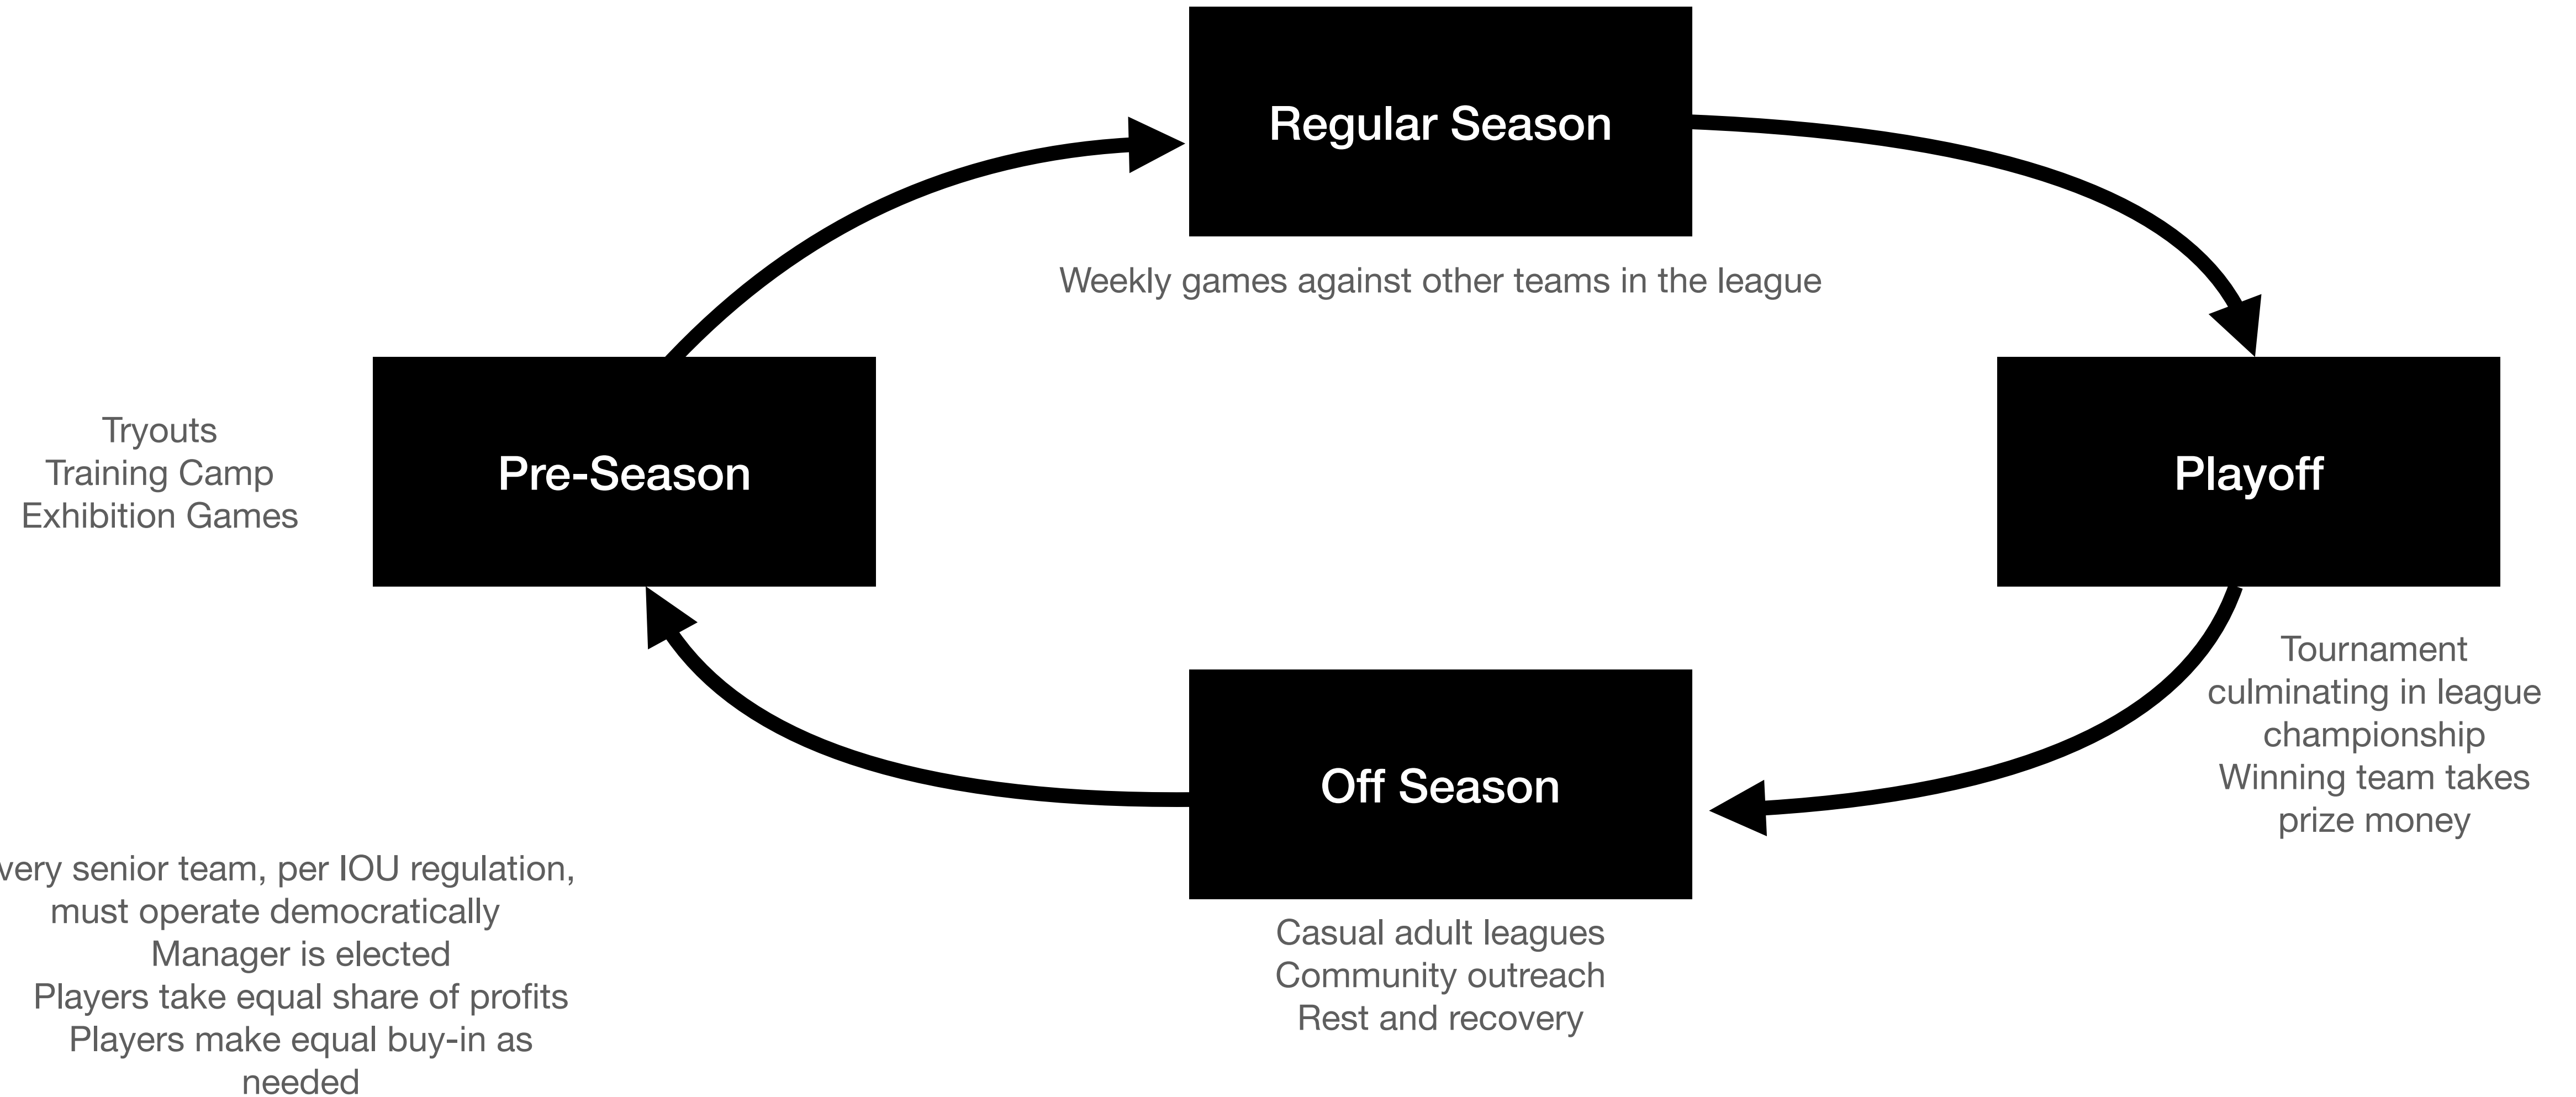 Regular Season
Weekly games against other teams in the league
Tryouts
Training Camp
Exhibition Games
Pre-Season
Playoff
Tournament
culminating in league
championship
Winning team takes
prize money
Off Season
Casual adult leagues
Community outreach
Rest and recovery
very senior team, per IOU regulation,
must operate democratically
Manager is elected
Players take equal share of profits
Players make equal buy-in as
needed